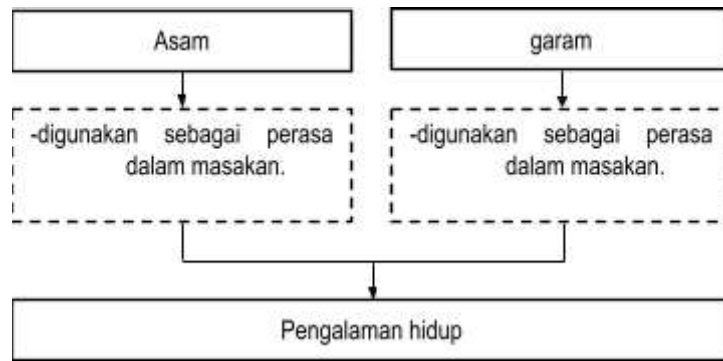 Asam
garam
-digunakan sebagai perasa
dalam masakan.
-digunakan sebagai perasa
dalam masakan.
Pengalaman hidup